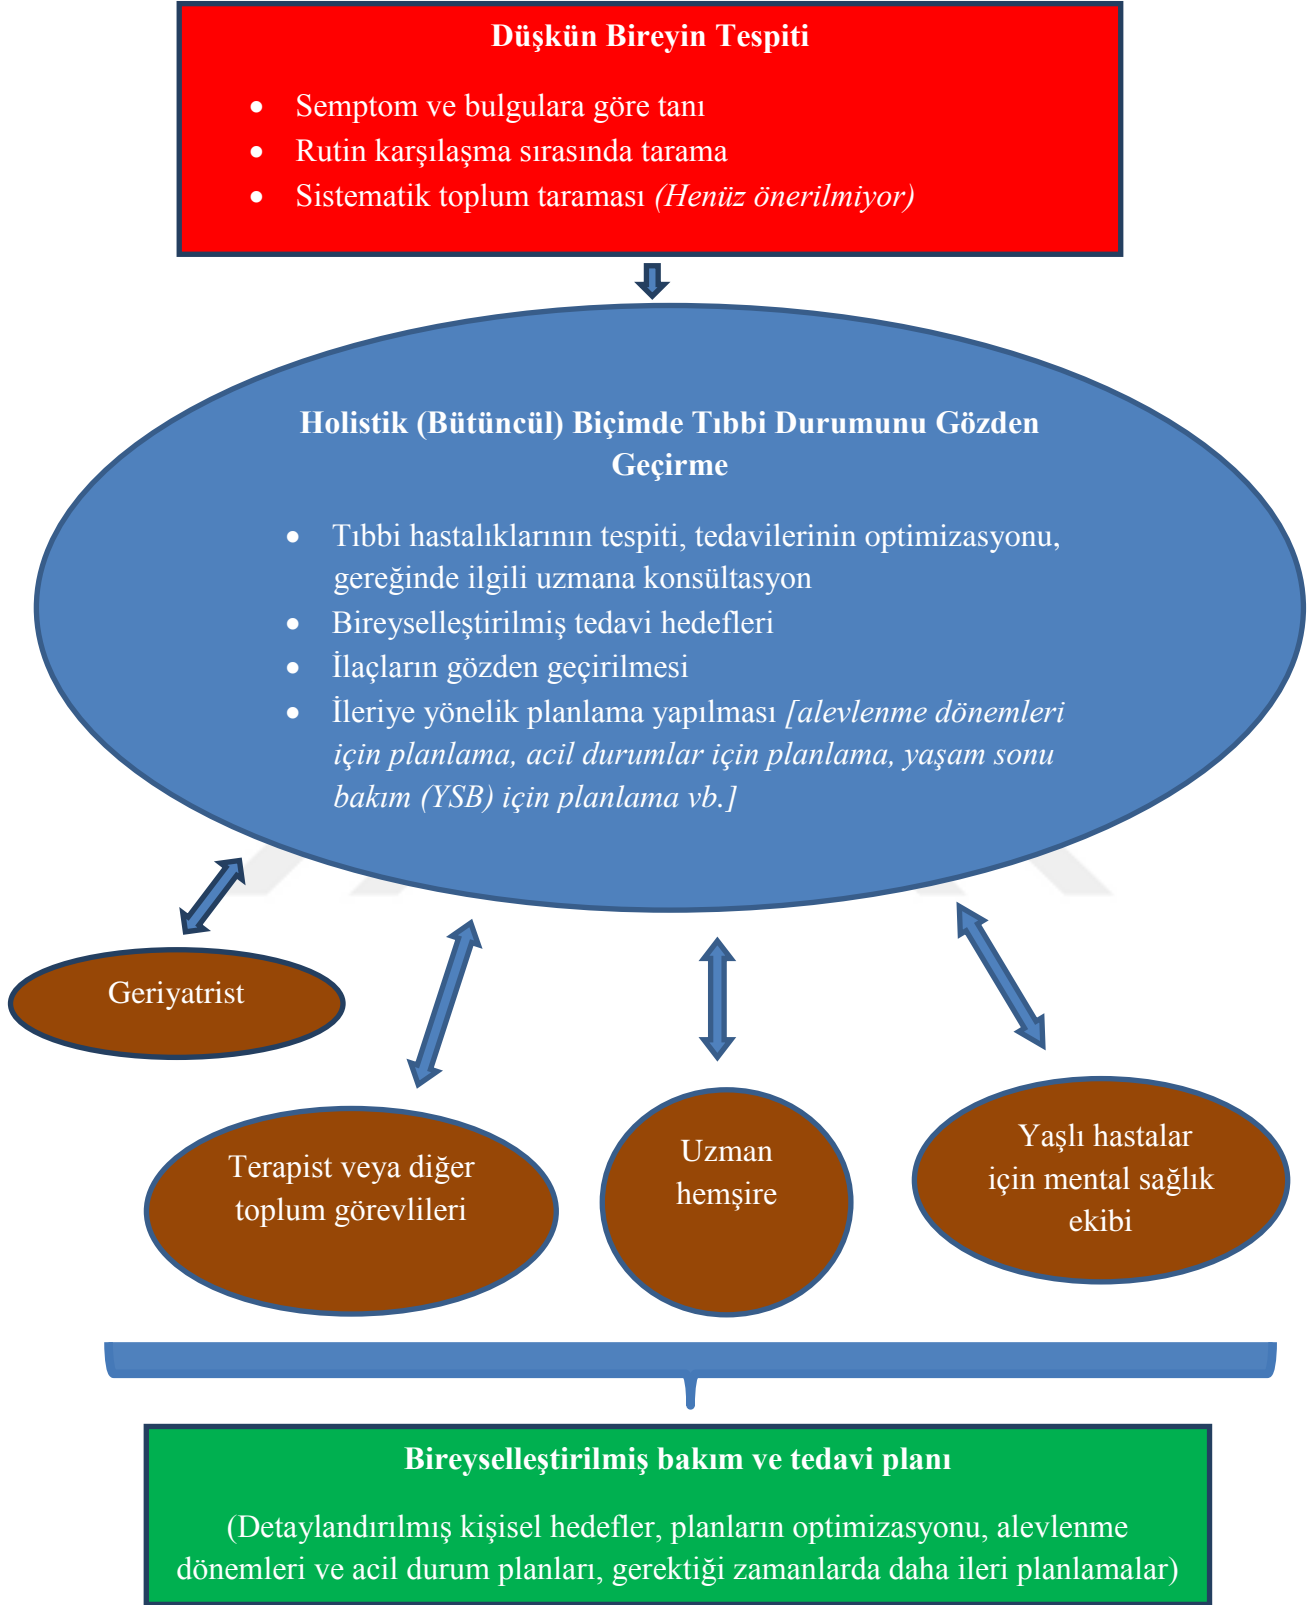 Düşkün Bireyin Tespiti
• Semptom ve bulgulara göre tanı
• Rutin karşılaşma sırasında tarama
• Sistematik toplum taraması (Henüz önerilmiyor)
Holistik (Bütüncül) Biçimde Tıbbi Durumunu Gözden
Geçirme
• Tıbbi hastalıklarının tespiti, tedavilerinin optimizasyonu,
gereğinde ilgili uzmana konsültasyon
• Bireyselleştirilmiş tedavi hedefleri
• İlaçların gözden geçirilmesi
• İleriye yönelik planlama yapılması [alevlenme dönemleri
için planlama, acil durumlar için planlama, yaşam sonu
bakım (YSB) için planlama vb.]
Geriyatrist
Terapist veya diğer
toplum görevlileri
Uzman
hemşire
Yaşlı hastalar
için mental sağlık
ekibi
Bireyselleştirilmiş bakım ve tedavi planı
(Detaylandırılmış kişisel hedefler, planların optimizasyonu, alevlenme
dönemleri ve acil durum planları, gerektiği zamanlarda daha ileri planlamalar)